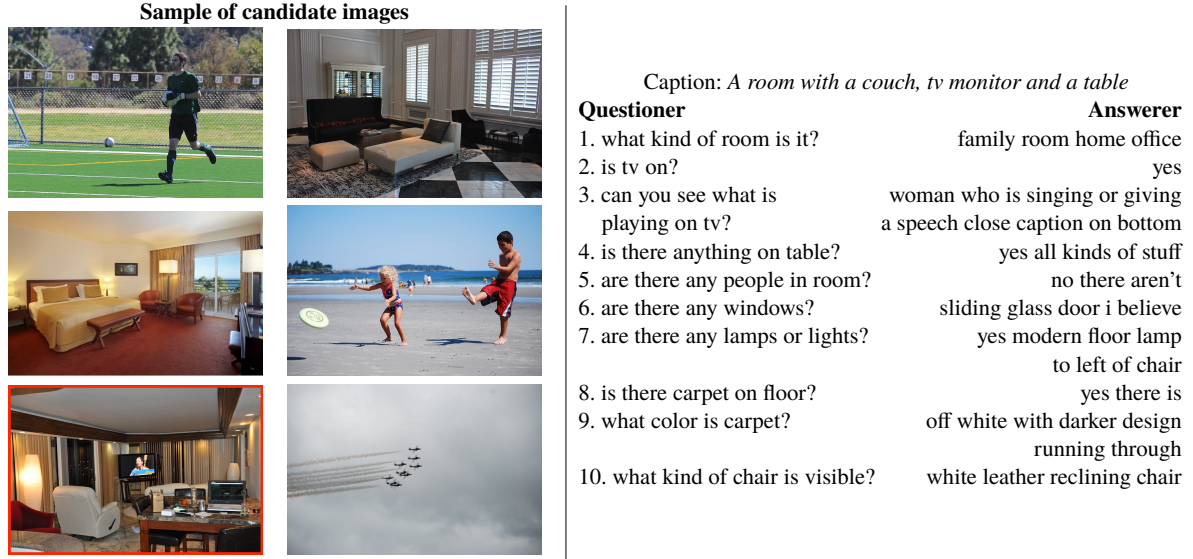 Sample of candidate images
Caption: A room with a couch, tv monitor and a table
Questioner Answerer
1. what kind of room is it? family room home office
2. is tv on? yes
3. can you see what is woman who is singing or giving
playing on tv? a speech close caption on bottom
4. is there anything on table? yes all kinds of stuff
5. are there any people in room? no there aren't
6. are there any windows? sliding glass door i believe
7. are there any lamps or lights? yes modern floor lamp
to left of chair
8. is there carpet on floor? yes there is
9. what color is carpet? off white with darker design
running through
10. what kind of chair is visible? white leather reclining chair